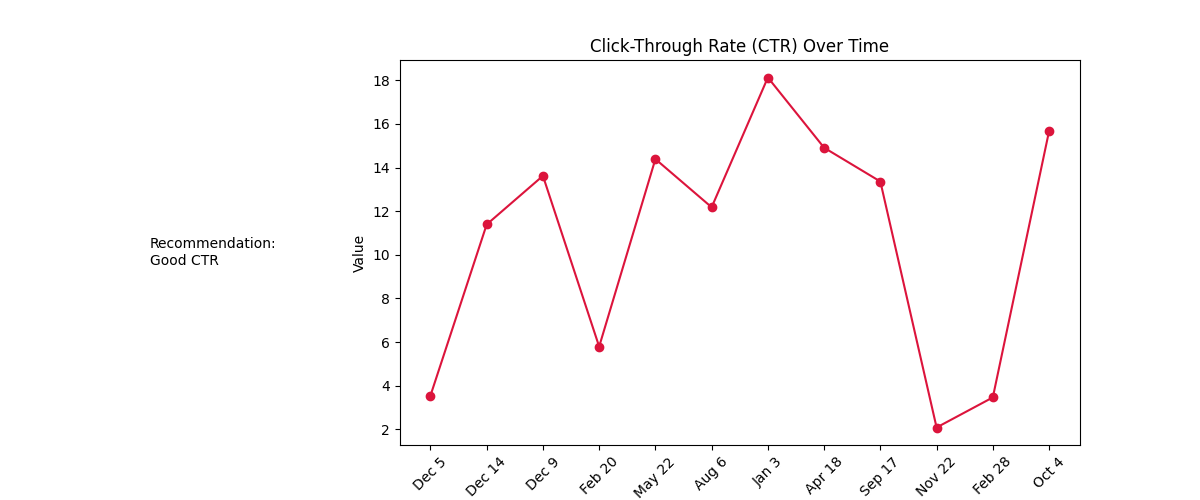 Click-Through Rate (CTR) Over Time
Recommendation:
Good CTR
Value
18
16
14
12
10
8
6
4
2
Dec 5
Dec 14
Dec 9
Feb 20
May 22
Aug 6
Jan 3
Apr 18
Sep 17
Nov 22
Feb 28
Oct 4